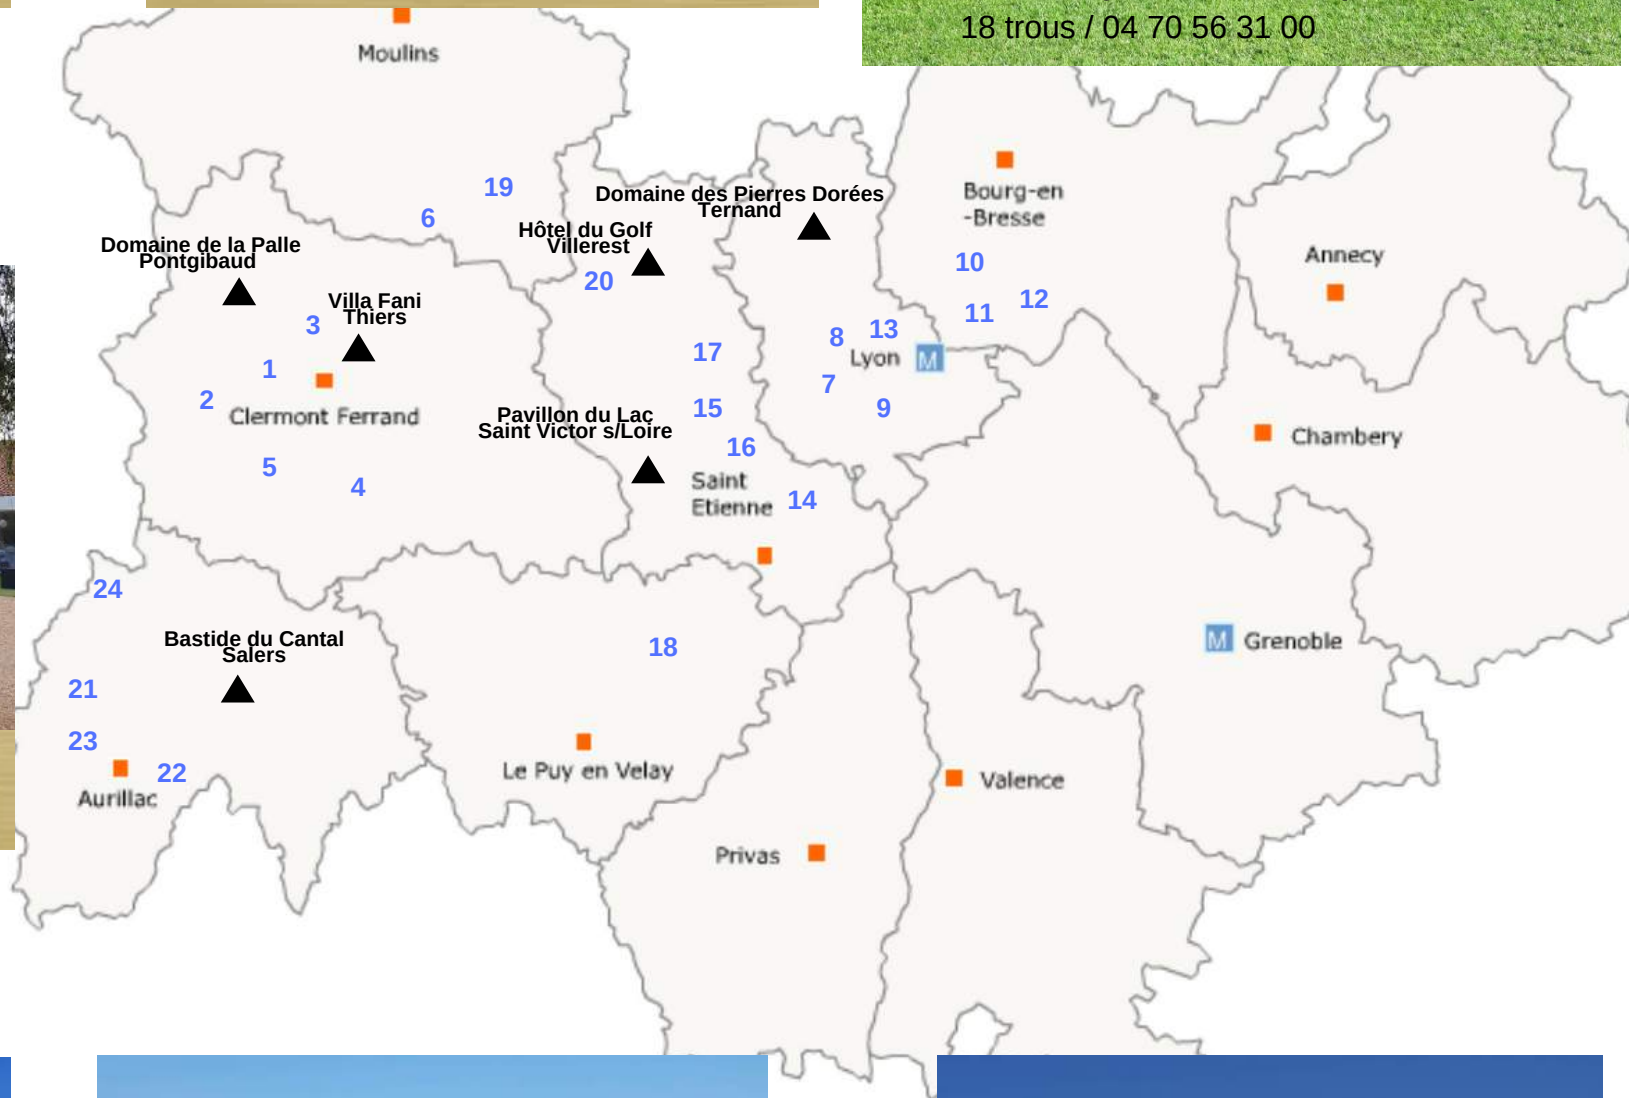 18 trous / 04 70 56 31 00
Moulins
19
6
Domaine des Pierres Dorées
Ternand
Bourg-en
-Bresse
Hôtel du Golf
Villerest
20
Domaine de la Palle
Pontgibaud
Annecy
10
11
12
Villa Fani
Thiers
3
8
13
17
Lyon
M
1
2
7
9
15
Clermont Ferrand
Pavillon du Lac
Saint Victor s/Loire
16
Chambery
5
4
Saint
Etienne
14
24
Bastide du Cantal
Salers
18
M
Grenoble
21
23
22
Aurillac
Le Puy en Velay
Valence
Privas